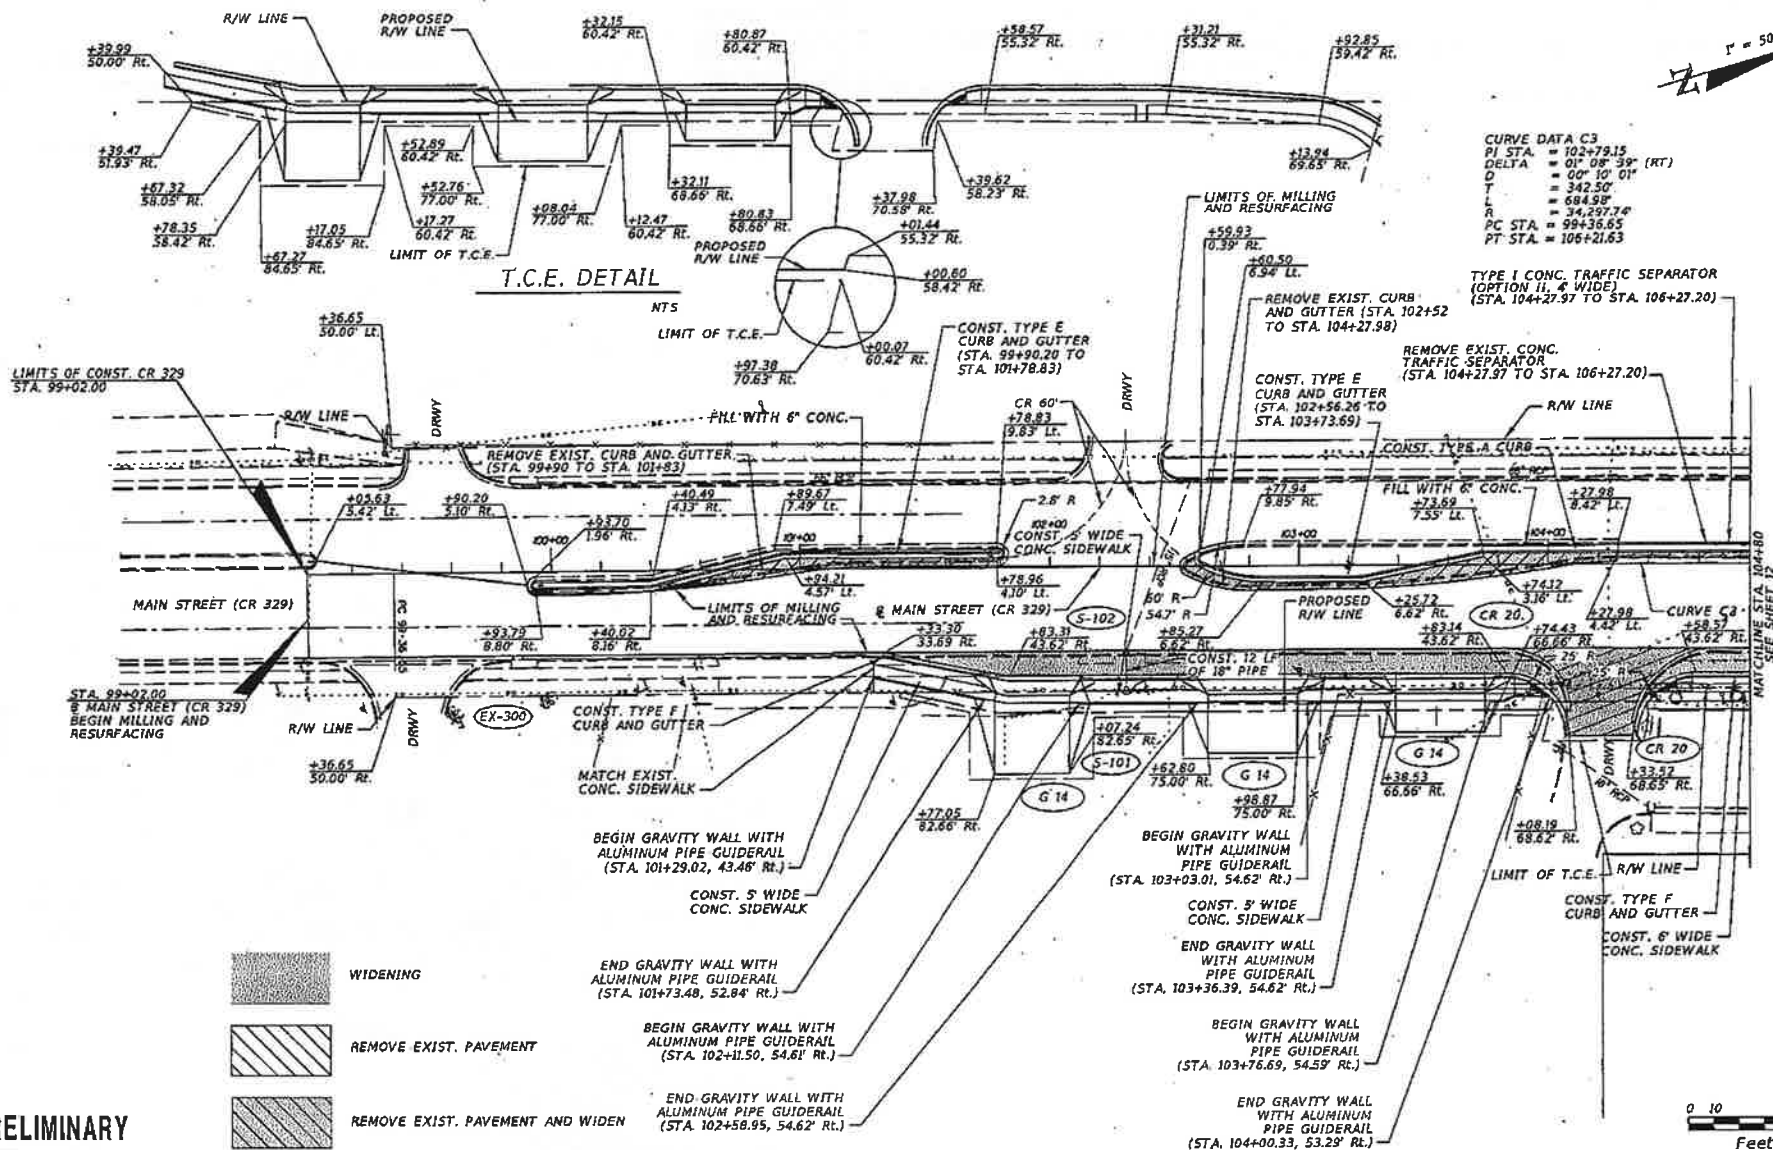 R/W LINE
PROPOSED
R/W LINE
+32.15
60.42' Rt.
+80.87
60.42' Rt.
+58.57
55.32' Rt.
+31.21
55.32' Rt.
+92.85
59.42' Rt.
1" = 50
Z
+39.99
50.00' Rt.
+39.47
51.93' Rt.
+67.32
58.05' Rt.
+78.35
58.42' Rt.
+67.27
84.65' Rt.
+17.05
84.65' Rt.
+52.89
60.42' Rt.
+52.76
77.00' Rt.
+17.27
60.42' Rt.
+08.04
77.00' Rt.
+12.47
60.42' Rt.
+32.11
68.66' Rt.
+80.83
68.66' Rt.
+37.98
70.58' Rt.
+39.62
58.23' Rt.
+13.94
69.65' Rt.
LIMIT OF T.C.E.
T.C.E. DETAIL
NTS
PROPOSED
R/W LINE
+01.44
55.32' Rt.
+00.60
58.42' Rt.
LIMIT OF T.C.E.
+00.07
60.42' Rt.
+97.38
70.63' Rt.
CURVE DATA C3
PI STA. = 102+79.15
DELTA = 01° 08' 39" (RT)
D = 00° 10' 01"
T = 342.50'
L = 684.98'
R = 34,297.74'
PC STA. = 99+36.65
PT STA. = 106+21.63
LIMITS OF MILLING
AND RESURFACING
+59.93
0.39' Rt.
+60.50
6.94' Lt.
REMOVE EXIST. CURB
AND GUTTER (STA. 102+52
TO STA. 104+27.98)
TYPE I CONC. TRAFFIC SEPARATOR
(OPTION II, 4' WIDE)
(STA. 104+27.97 TO STA. 106+27.20)
REMOVE EXIST. CONC.
TRAFFIC SEPARATOR
(STA. 104+27.97 TO STA. 106+27.20)
CONST. TYPE E
CURB AND GUTTER
(STA. 102+56.26 TO
STA. 103+73.69)
R/W LINE
CONST. TYPE A CURB
FILL WITH 6" CONC.
+36.65
50.00' Lt.
LIMITS OF CONST. CR 329
STA. 99+02.00
R/W LINE
DRWY
FILL WITH 6" CONC.
REMOVE EXIST. CURB AND GUTTER
(STA. 99+90 TO STA. 101+83)
CONST. TYPE E
CURB AND GUTTER
(STA. 99+90.20 TO
STA. 101+78.83)
CR 60'
+78.83
9.83' Lt.
DRWY
+05.63
5.42' Lt.
+90.20
5.10' Rt.
+93.70
1.96' Rt.
+40.49
4.13' Rt.
+89.67
7.49' Lt.
2.8' R
100+00
101+00
102+00
103+00
104+00
CONST. 5' WIDE
CONC. SIDEWALK
+77.94
9.85' Rt.
+73.69
7.55' Lt.
+27.98
8.42' Lt.
MAIN STREET (CR 329)
PC 99+36.65
+93.79
8.80' Rt.
+40.02
8.16' Rt.
LIMITS OF MILLING
AND RESURFACING
+94.21
4.57' Lt.
+78.96
4.10' Lt.
℄ MAIN STREET (CR 329)
+33.30
33.69 Rt.
+83.31
43.62' Rt.
S-102
60' R
54.7' R
+85.27
6.62' Rt.
PROPOSED
R/W LINE
+25.72
6.62' Rt.
CR 20
+74.12
3.16' Lt.
+27.98
4.42' Lt.
CURVE C3
+83.14
43.62' Rt.
+74.43
66.66' Rt.
+58.57
43.62' Rt.
MATCHLINE STA. 104+80
SEE SHEET 12
25' R
25' R
CONST. 12 LF
OF 18" PIPE
STA. 99+02.00
℄ MAIN STREET (CR 329)
BEGIN MILLING AND
RESURFACING
R/W LINE
DRWY
EX-300
+36.65
50.00' Rt.
CONST. TYPE F
CURB AND GUTTER
MATCH EXIST.
CONC. SIDEWALK
+07.24
82.65' Rt.
S-101
G 14
+77.05
82.66' Rt.
+62.80
75.00' Rt.
G 14
+98.87
75.00' Rt.
G 14
+38.53
66.66' Rt.
DRWY
18" RCP
CR 20
+33.52
68.65' Rt.
+08.19
68.62' Rt.
BEGIN GRAVITY WALL WITH
ALUMINUM PIPE GUIDERAIL
(STA. 101+29.02, 43.46' Rt.)
CONST. 5' WIDE
CONC. SIDEWALK
BEGIN GRAVITY WALL
WITH ALUMINUM
PIPE GUIDERAIL
(STA. 103+03.01, 54.62' Rt.)
CONST. 5' WIDE
CONC. SIDEWALK
LIMIT OF T.C.E.
R/W LINE
CONST. TYPE F
CURB AND GUTTER
CONST. 6' WIDE
CONC. SIDEWALK
END GRAVITY WALL WITH
ALUMINUM PIPE GUIDERAIL
(STA. 101+73.48, 52.84' Rt.)
END GRAVITY WALL
WITH ALUMINUM
PIPE GUIDERAIL
(STA. 103+36.39, 54.62' Rt.)
BEGIN GRAVITY WALL WITH
ALUMINUM PIPE GUIDERAIL
(STA. 102+11.50, 54.61' Rt.)
BEGIN GRAVITY WALL
WITH ALUMINUM
PIPE GUIDERAIL
(STA. 103+76.69, 54.59' Rt.)
END GRAVITY WALL WITH
ALUMINUM PIPE GUIDERAIL
(STA. 102+58.95, 54.62' Rt.)
END GRAVITY WALL
WITH ALUMINUM
PIPE GUIDERAIL
(STA. 104+00.33, 53.29' Rt.)
WIDENING
REMOVE EXIST. PAVEMENT
REMOVE EXIST. PAVEMENT AND WIDEN
RELIMINARY
0 10
Feet